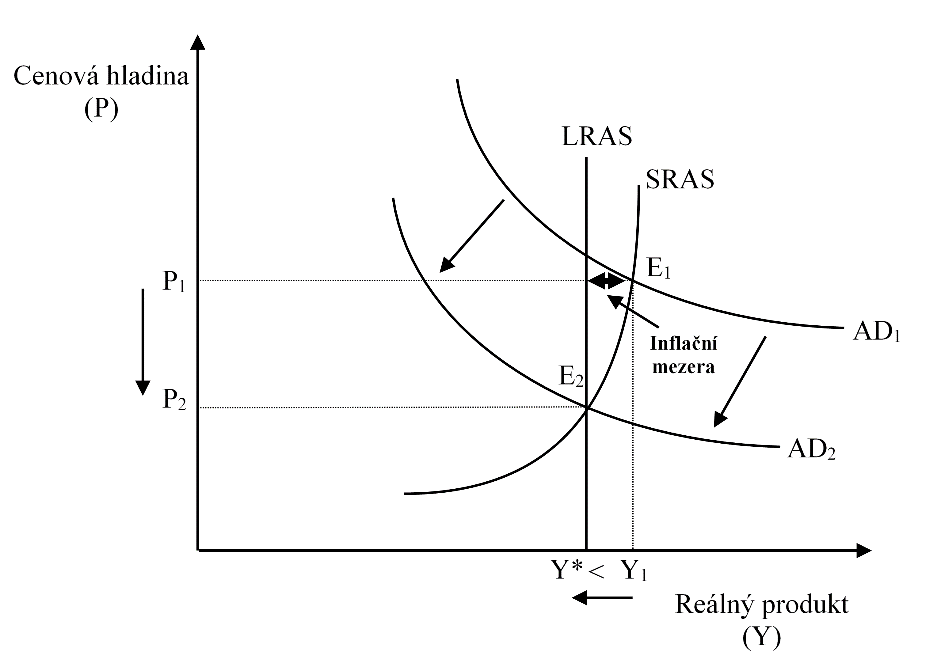 Cenová hladina
(P)
LRAS
SRAS
E₁
P₁
AD₁
Inflační
mezera
E₂
P₂
AD₂
Y* < Y₁
Reálný produkt
(Y)